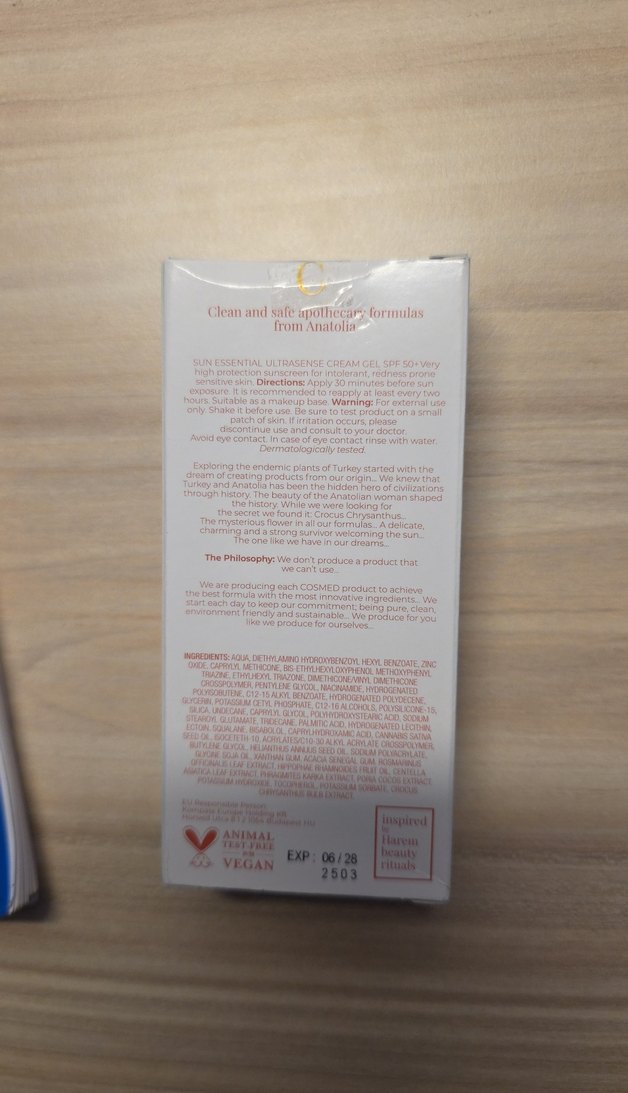 C
Clean and safe apothecary formulas
from Anatolia
SUN ESSENTIAL ULTRASENSE CREAM GEL SPF 50+ Very
high protection sunscreen for intolerant, redness prone
sensitive skin. Directions: Apply 30 minutes before sun
exposure. It is recommended to reapply at least every two
hours. Suitable as a makeup base. Warning: For external use
only. Shake it before use. Be sure to test product on a small
patch of skin. If irritation occurs, please
discontinue use and consult to your doctor.
Avoid eye contact. In case of eye contact rinse with water.
Dermatologically tested.
Exploring the endemic plants of Turkey started with the
dream of creating products from our origin... We knew that
Turkey and Anatolia has been the hidden hero of civilizations
through history. The beauty of the Anatolian woman shaped
the history. While we were looking for
the secret we found it: Crocus Chrysanthus...
The mysterious flower in all our formulas... A delicate,
charming and a strong survivor welcoming the sun...
The one like we have in our dreams...
The Philosophy: We don't produce a product that
we can't use...
We are producing each COSMED product to achieve
the best formula with the most innovative ingredients... We
start each day to keep our commitment; being pure, clean,
environment friendly and sustainable... We produce for you
like we produce for ourselves...
INGREDIENTS: AQUA, DIETHYLAMINO HYDROXYBENZOYL HEXYL BENZOATE, ZINC
OXIDE, CAPRYLYL METHICONE, BIS-ETHYLHEXYLOXYPHENOL METHOXYPHENYL
TRIAZINE, ETHYLHEXYL TRIAZONE, DIMETHICONE/VINYL DIMETHICONE
CROSSPOLYMER, PENTYLENE GLYCOL, NIACINAMIDE, HYDROGENATED
POLYISOBUTENE, C12-15 ALKYL BENZOATE, HYDROGENATED POLYDECENE,
GLYCERIN, POTASSIUM CETYL PHOSPHATE, C12-16 ALCOHOLS, POLYSILICONE-15,
SILICA, UNDECANE, CAPRYLYL GLYCOL, POLYHYDROXYSTEARIC ACID, SODIUM
STEAROYL GLUTAMATE, TRIDECANE, PALMITIC ACID, HYDROGENATED LECITHIN,
ECTOIN, SQUALANE, BISABOLOL, CAPRYLHYDROXAMIC ACID, CANNABIS SATIVA
SEED OIL, ISOCETETH-10, ACRYLATES/C10-30 ALKYL ACRYLATE CROSSPOLYMER,
BUTYLENE GLYCOL, HELIANTHUS ANNUUS SEED OIL, SODIUM POLYACRYLATE,
GLYCINE SOJA OIL, XANTHAN GUM, ACACIA SENEGAL GUM, ROSMARINUS
OFFICINALIS LEAF EXTRACT, HIPPOPHAE RHAMNOIDES FRUIT OIL, CENTELLA
ASIATICA LEAF EXTRACT, PHRAGMITES KARKA EXTRACT, PORIA COCOS EXTRACT
POTASSIUM HYDROXIDE, TOCOPHEROL, POTASSIUM SORBATE, CROCUS
CHRYSANTHUS BULB EXTRACT
EU Responsible Person:
Europe Holding Kft
Budapest HU
ANIMAL
TEST-FREE
VEGAN
EXP: 06/28
2503
inspired
by
Harem
beauty
rituals